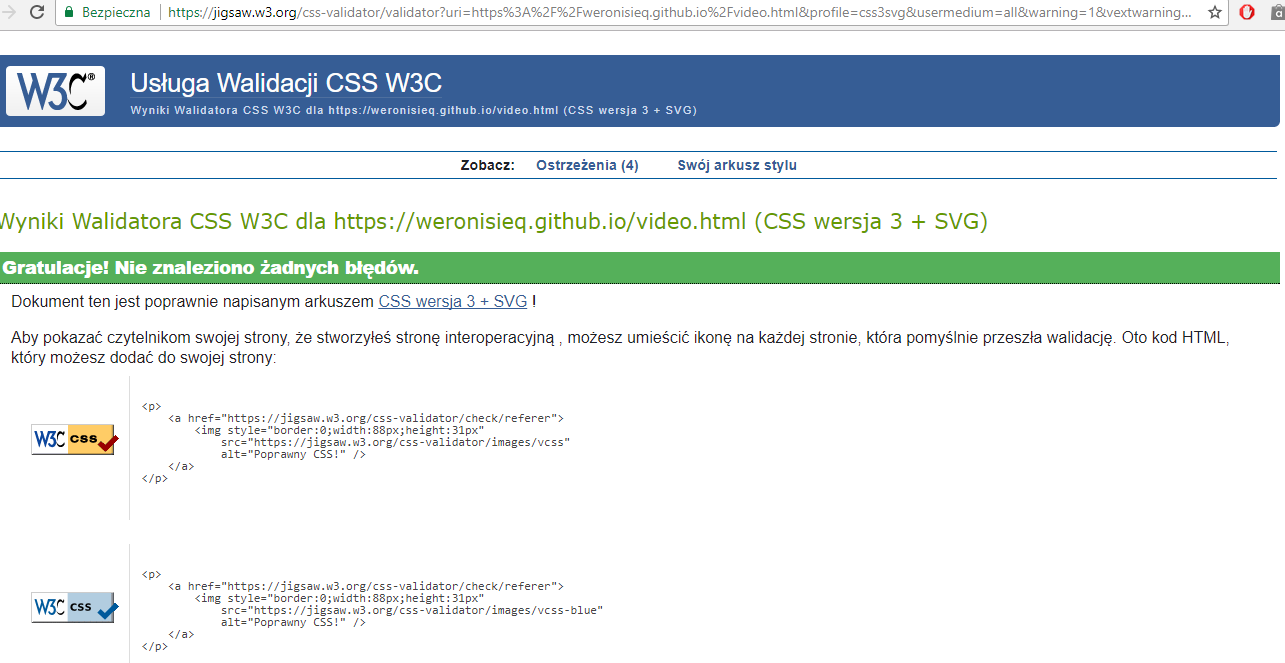 Bezpieczna | https://jigsaw.w3.org/css-validator/validator?uri=https%3A%2F%2Fweronisieq.github.io%2Fvideo.html&profile=css3svg&usermedium=all&warning=1&vextwarning...
W3C® Usługa Walidacji CSS W3C
Wyniki Walidatora CSS W3C dla https://weronisieq.github.io/video.html (CSS wersja 3 + SVG)
Zobacz: Ostrzeżenia (4) Swój arkusz stylu
Wyniki Walidatora CSS W3C dla https://weronisieq.github.io/video.html (CSS wersja 3 + SVG)
Gratulacje! Nie znaleziono żadnych błędów.
Dokument ten jest poprawnie napisanym arkuszem CSS wersja 3 + SVG !
Aby pokazać czytelnikom swojej strony, że stworzyłeś stronę interoperacyjną , możesz umieścić ikonę na każdej stronie, która pomyślnie przeszła walidację. Oto kod HTML,
który możesz dodać do swojej strony:
W3C css
<p>
<a href="https://jigsaw.w3.org/css-validator/check/referer">
<img style="border:0;width:88px;height:31px"
src="https://jigsaw.w3.org/css-validator/images/vcss"
alt="Poprawny CSS!" />
</a>
</p>
W3C css
<p>
<a href="https://jigsaw.w3.org/css-validator/check/referer">
<img style="border:0;width:88px;height:31px"
src="https://jigsaw.w3.org/css-validator/images/vcss-blue"
alt="Poprawny CSS!" />
</a>
</p>